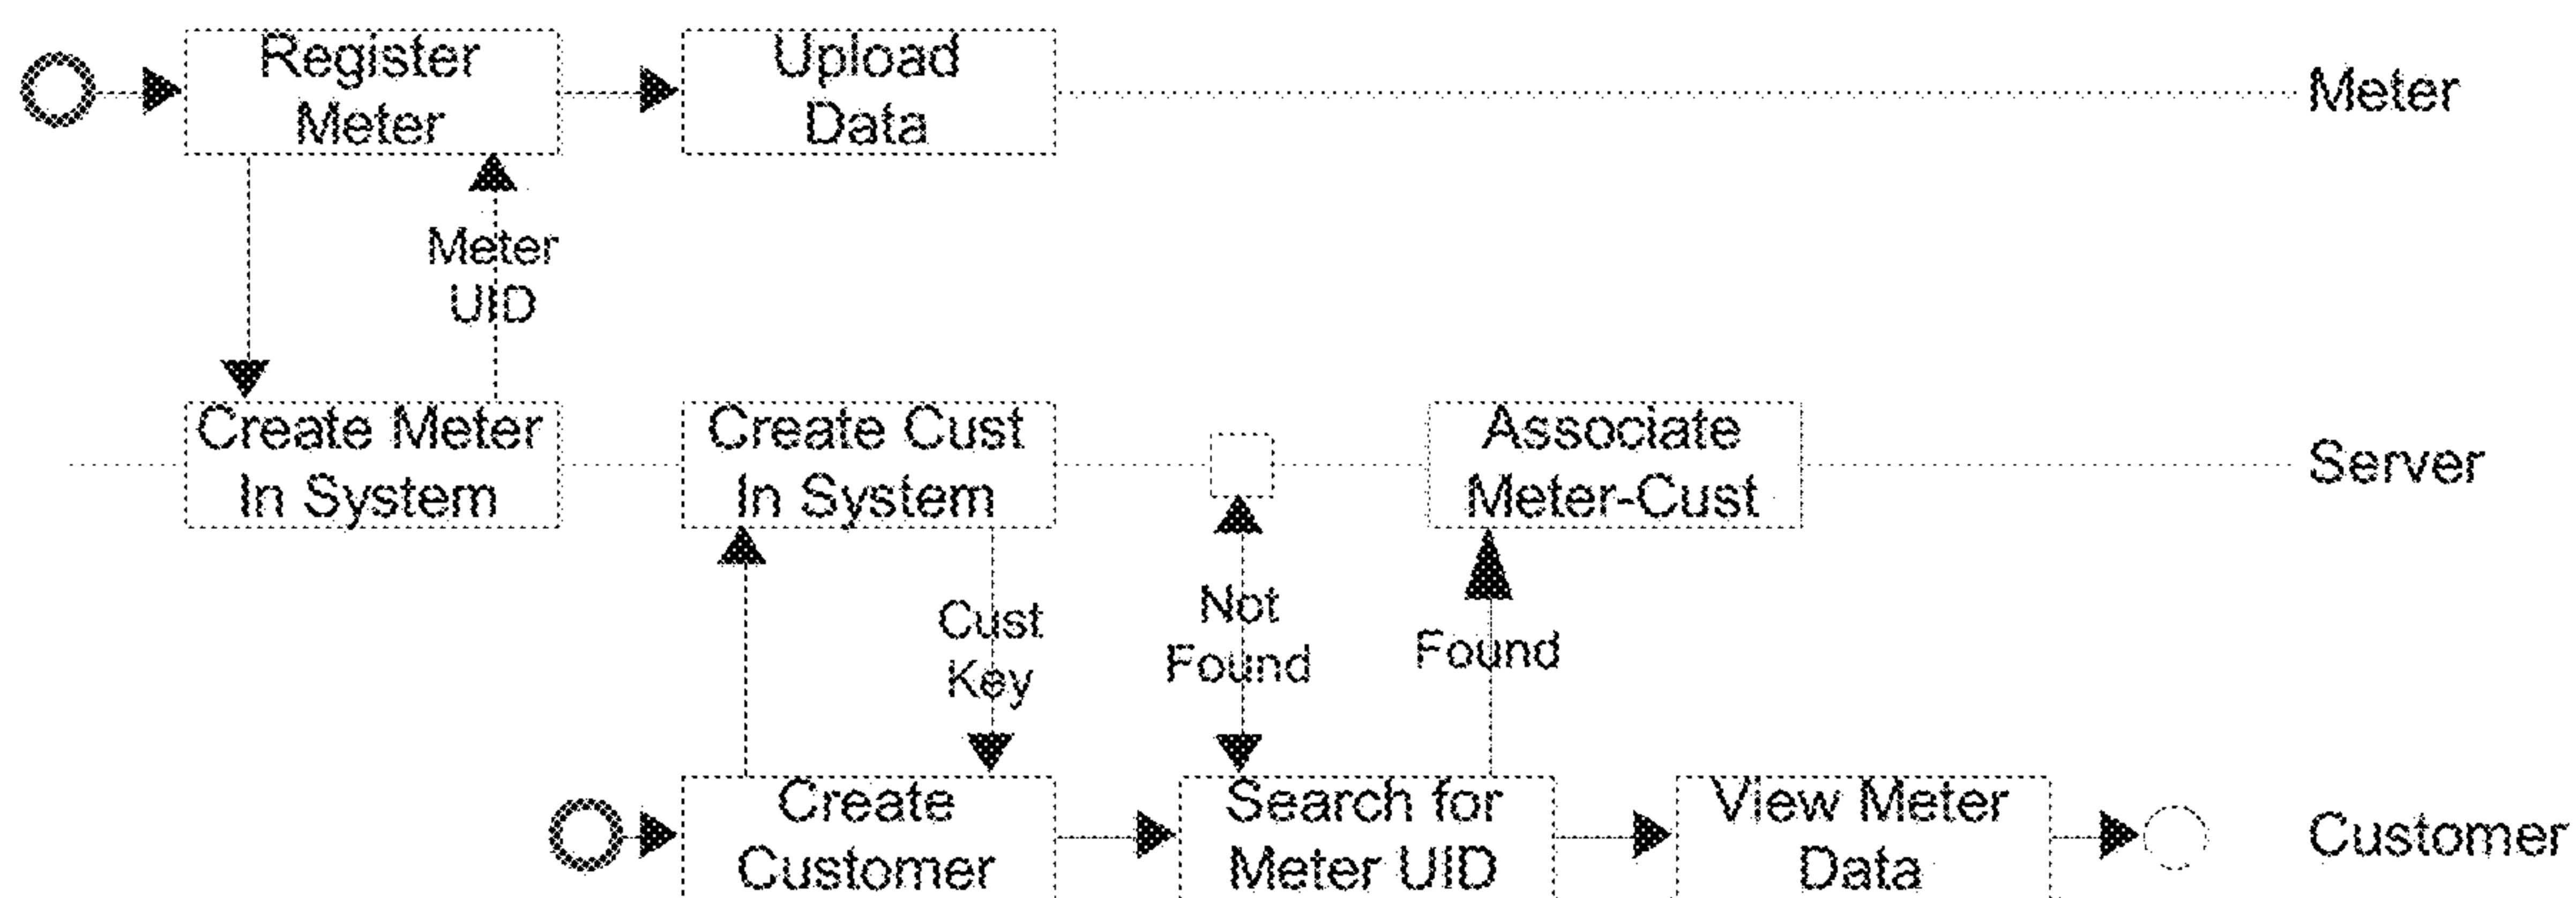 Register
Meter
Upload
Data
Meter
Meter
UID
Create Meter
In System
Create Cust
In System
Associate
Meter-Cust
Server
Cust
Key
Not
Found
Found
Create
Customer
Search for
Meter UID
View Meter
Data
Customer